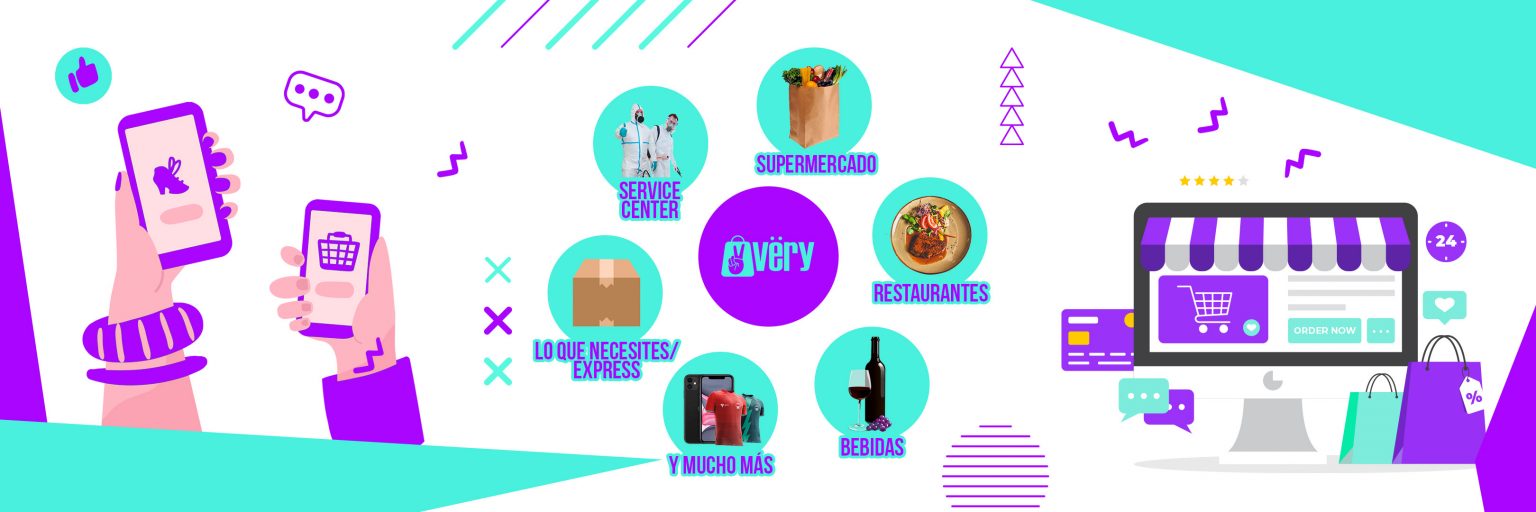 SUPERMERCADO
SERVICE
CENTER
vëry
RESTAURANTES
LO QUE NECESITES/
EXPRESS
Y MUCHO MÁS
BEBIDAS
24
ORDER NOW
%